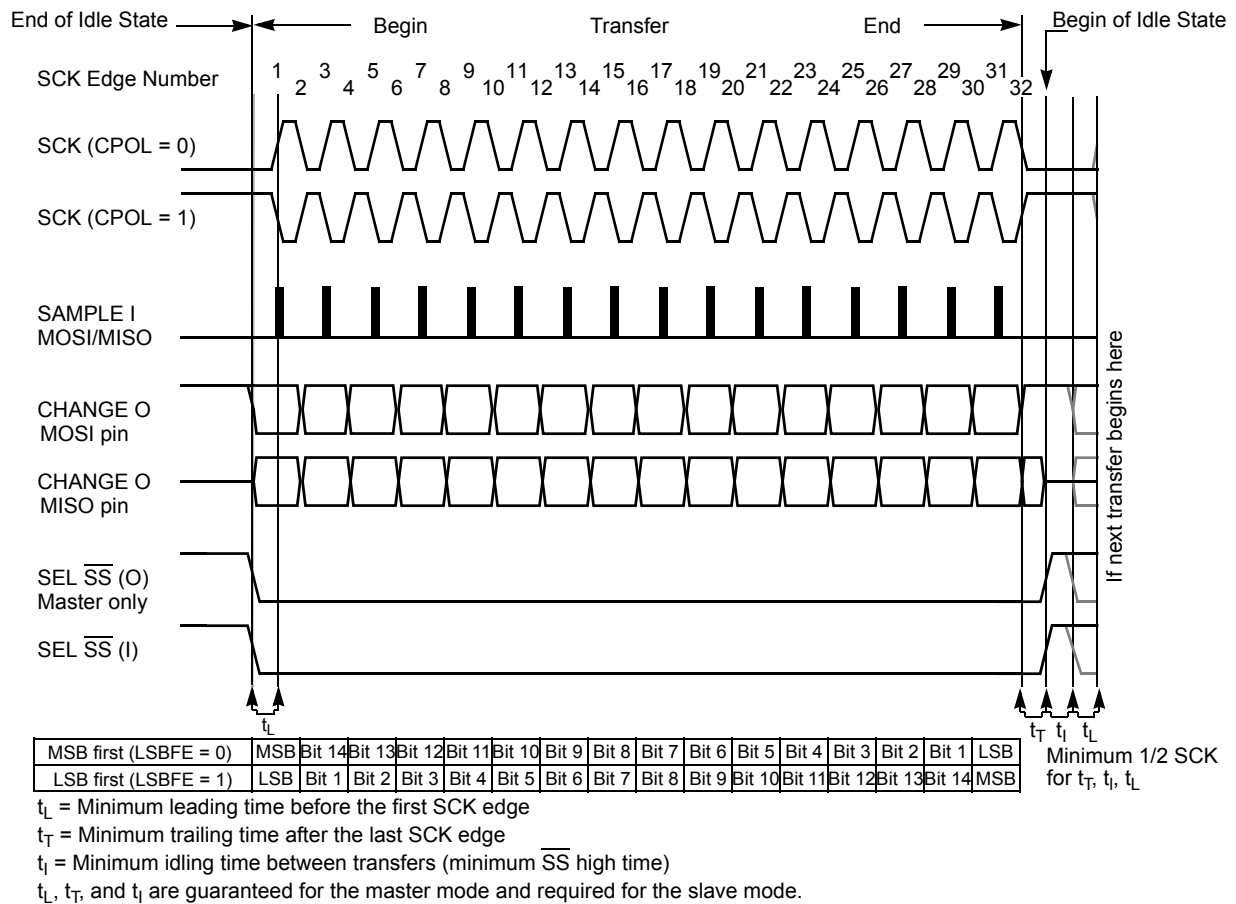 End of Idle State
Begin
Transfer
End
Begin of Idle State
SCK Edge Number
1 2 3 4 5 6 7 8 9 10 11 12 13 14 15 16 17 18 19 20 21 22 23 24 25 26 27 28 29 30 31 32
SCK (CPOL = 0)
SCK (CPOL = 1)
SAMPLE I
MOSI/MISO
CHANGE O
MOSI pin
CHANGE O
MISO pin
SEL SS (O)
Master only
SEL SS (I)
If next transfer begins here
tL
tT tI tL
MSB first (LSBFE = 0) MSB Bit 14 Bit 13 Bit 12 Bit 11 Bit 10 Bit 9 Bit 8 Bit 7 Bit 6 Bit 5 Bit 4 Bit 3 Bit 2 Bit 1 LSB
LSB first (LSBFE = 1) LSB Bit 1 Bit 2 Bit 3 Bit 4 Bit 5 Bit 6 Bit 7 Bit 8 Bit 9 Bit 10 Bit 11 Bit 12 Bit 13 Bit 14 MSB
Minimum 1/2 SCK
for tT, tI, tL
tL = Minimum leading time before the first SCK edge
tT = Minimum trailing time after the last SCK edge
tI = Minimum idling time between transfers (minimum SS high time)
tL, tT, and tI are guaranteed for the master mode and required for the slave mode.